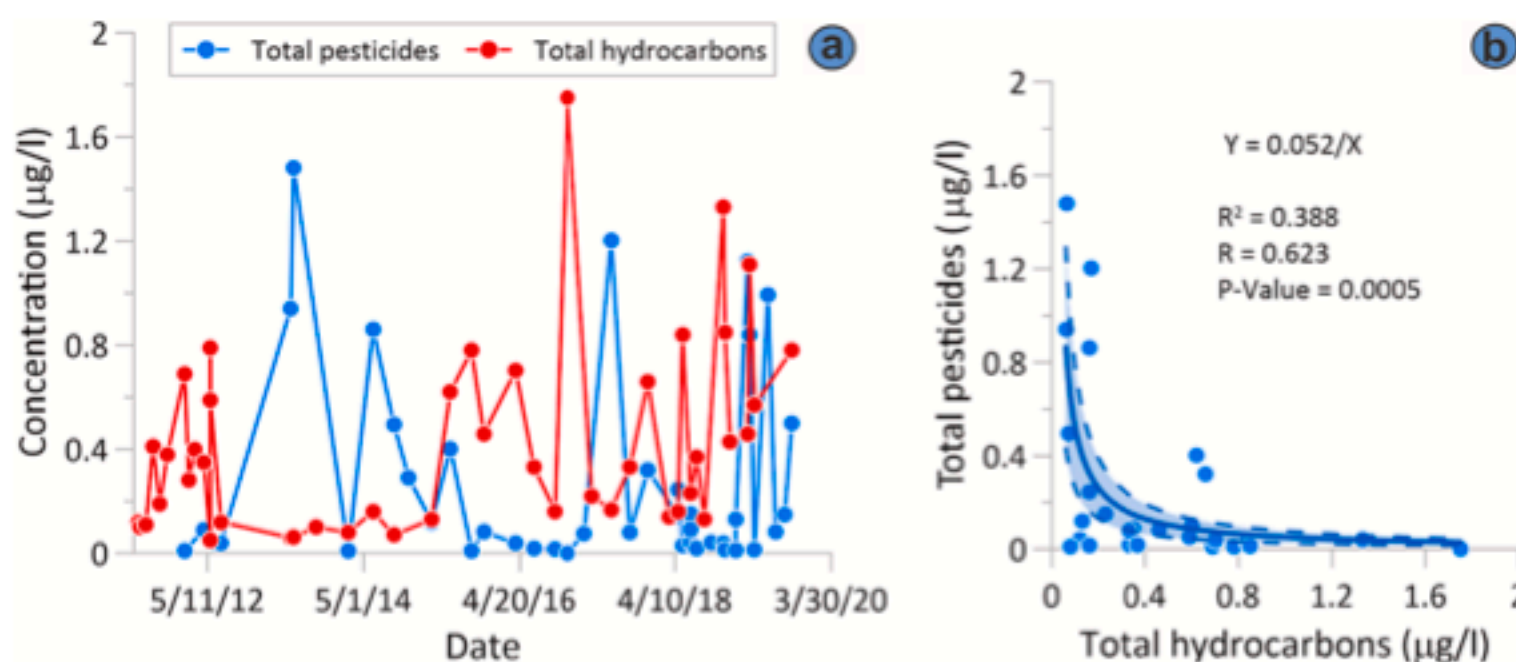 Total pesticides Total hydrocarbons
a
Concentration (µg/l)
2
1.6
1.2
0.8
0.4
0
5/11/12 5/1/14 4/20/16 4/10/18 3/30/20
Date
b
Total pesticides ( µg/l)
2
1.6
1.2
0.8
0.4
0
Y = 0.052/X
R² = 0.388
R = 0.623
P-Value = 0.0005
0 0.4 0.8 1.2 1.6 2
Total hydrocarbons (µg/l)